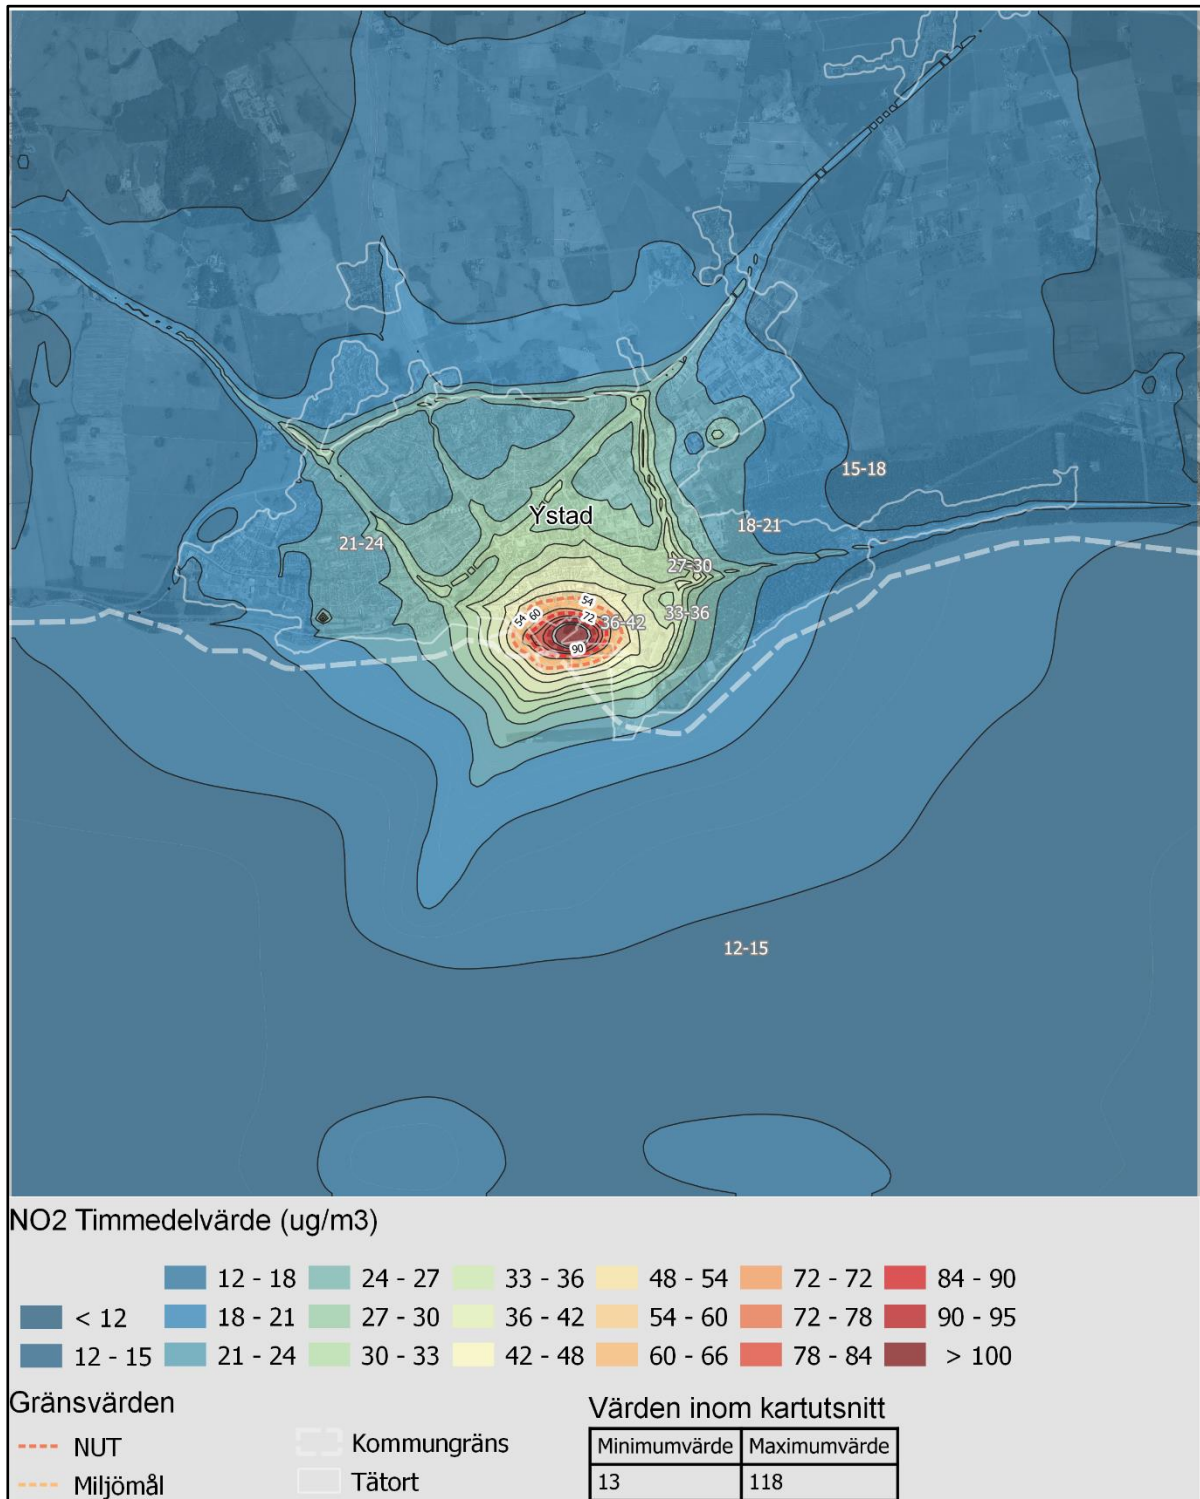 15-18
Ystad
18-21
21-24
27-30
54
54
60
72
36-42
33-36
90
12-15
NO2 Timmedelvärde (ug/m3)
12 - 18 24 - 27 33 - 36 48 - 54 72 - 72 84 - 90
< 12 18 - 21 27 - 30 36 - 42 54 - 60 72 - 78 90 - 95
12 - 15 21 - 24 30 - 33 42 - 48 60 - 66 78 - 84 > 100
Gränsvärden
NUT
Miljömål
Kommungräns
Tätort
Värden inom kartutsnitt
Minimumvärde Maximumvärde
13 118